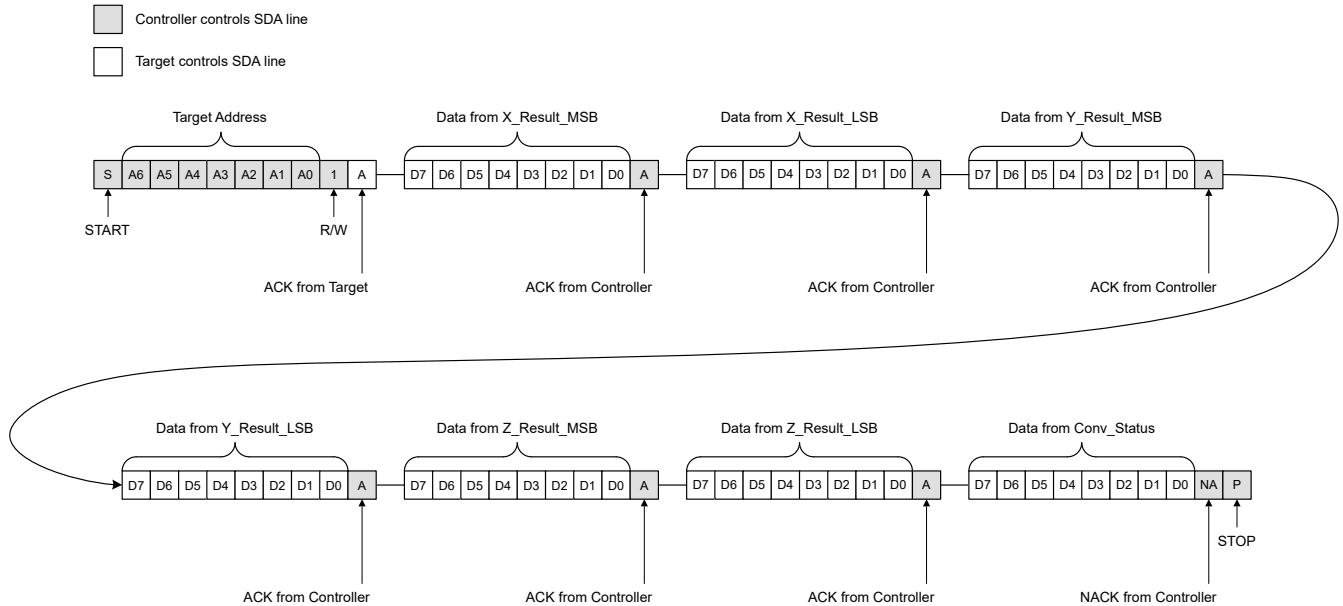 Controller controls SDA line
Target controls SDA line
Target Address
Data from X_Result_MSB
Data from X_Result_LSB
Data from Y_Result_MSB
S A6 A5 A4 A3 A2 A1 A0 1 A D7 D6 D5 D4 D3 D2 D1 D0 A D7 D6 D5 D4 D3 D2 D1 D0 A D7 D6 D5 D4 D3 D2 D1 D0 A
START
R/W
ACK from Target
ACK from Controller
ACK from Controller
ACK from Controller
Data from Y_Result_LSB
Data from Z_Result_MSB
Data from Z_Result_LSB
Data from Conv_Status
D7 D6 D5 D4 D3 D2 D1 D0 A D7 D6 D5 D4 D3 D2 D1 D0 A D7 D6 D5 D4 D3 D2 D1 D0 A D7 D6 D5 D4 D3 D2 D1 D0 NA P
STOP
ACK from Controller
ACK from Controller
ACK from Controller
NACK from Controller